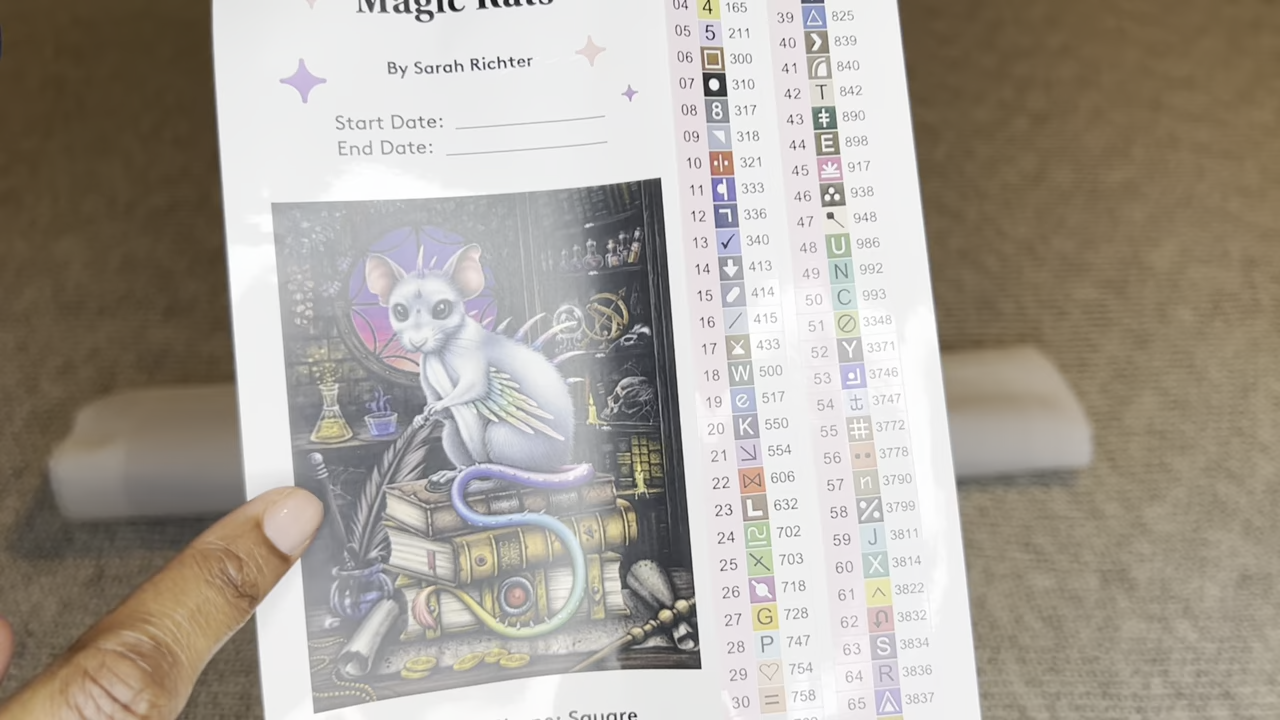 Magic Rats
By Sarah Richter
Start Date:
End Date:
Square
04 4 165
05 5 211
06 300
07 310
08 8 317
09 318
10 321
11 333
12 336
13 ✓ 340
14 413
15 414
16 / 415
17 433
18 W 500
19 e 517
20 K 550
21 554
22 606
23 L 632
24 702
25 703
26 718
27 G 728
28 P 747
29 ♡ 754
30 = 758
39 △ 825
40 839
41 840
42 T 842
43 890
44 E 898
45 917
46 938
47 948
48 U 986
49 N 992
50 C 993
51 3348
52 Y 3371
53 3746
54 3747
55 # 3772
56 3778
57 n 3790
58 3799
59 J 3811
60 X 3814
61 3822
62 3832
63 S 3834
64 R 3836
65 3837